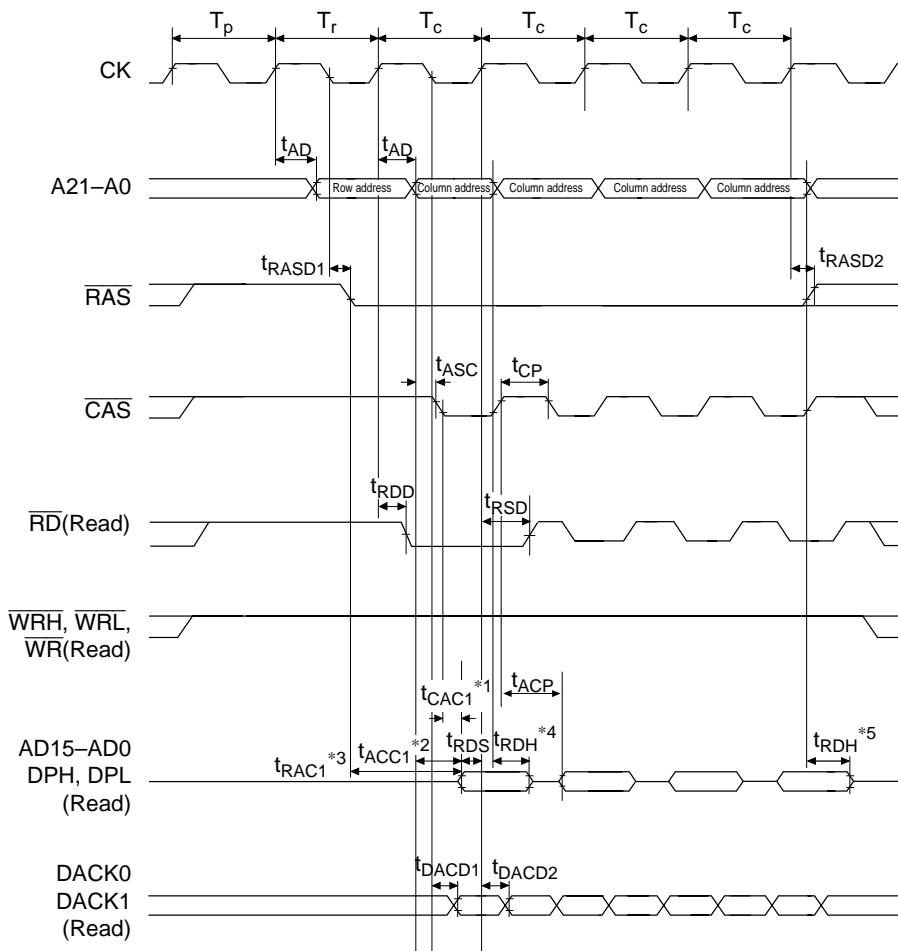 Tp Tr Tc Tc Tc Tc
CK
tAD tAD
A21–A0 Row address Column address Column address Column address Column address
tRASD1 tRASD2
RAS
tASC tCP
CAS
tRDD tRSD
RD(Read)
WRH, WRL,
WR(Read)
tCAC1*1 tACP
AD15–AD0
DPH, DPL
(Read)
tRAC1*3 tACC1*2 tRDS tRDH*4 tRDH*5
tDACD1 tDACD2
DACK0
DACK1
(Read)